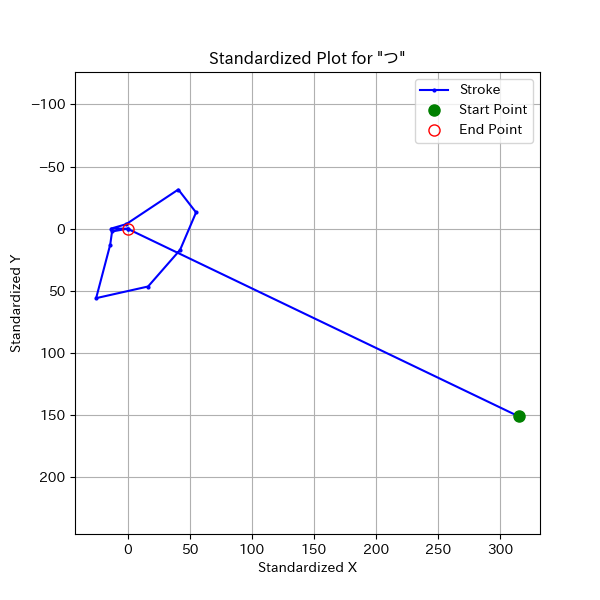 Standardized Plot for "つ"
Stroke
Start Point
End Point
−100
−50
0
50
100
150
200
Standardized Y
0 50 100 150 200 250 300
Standardized X